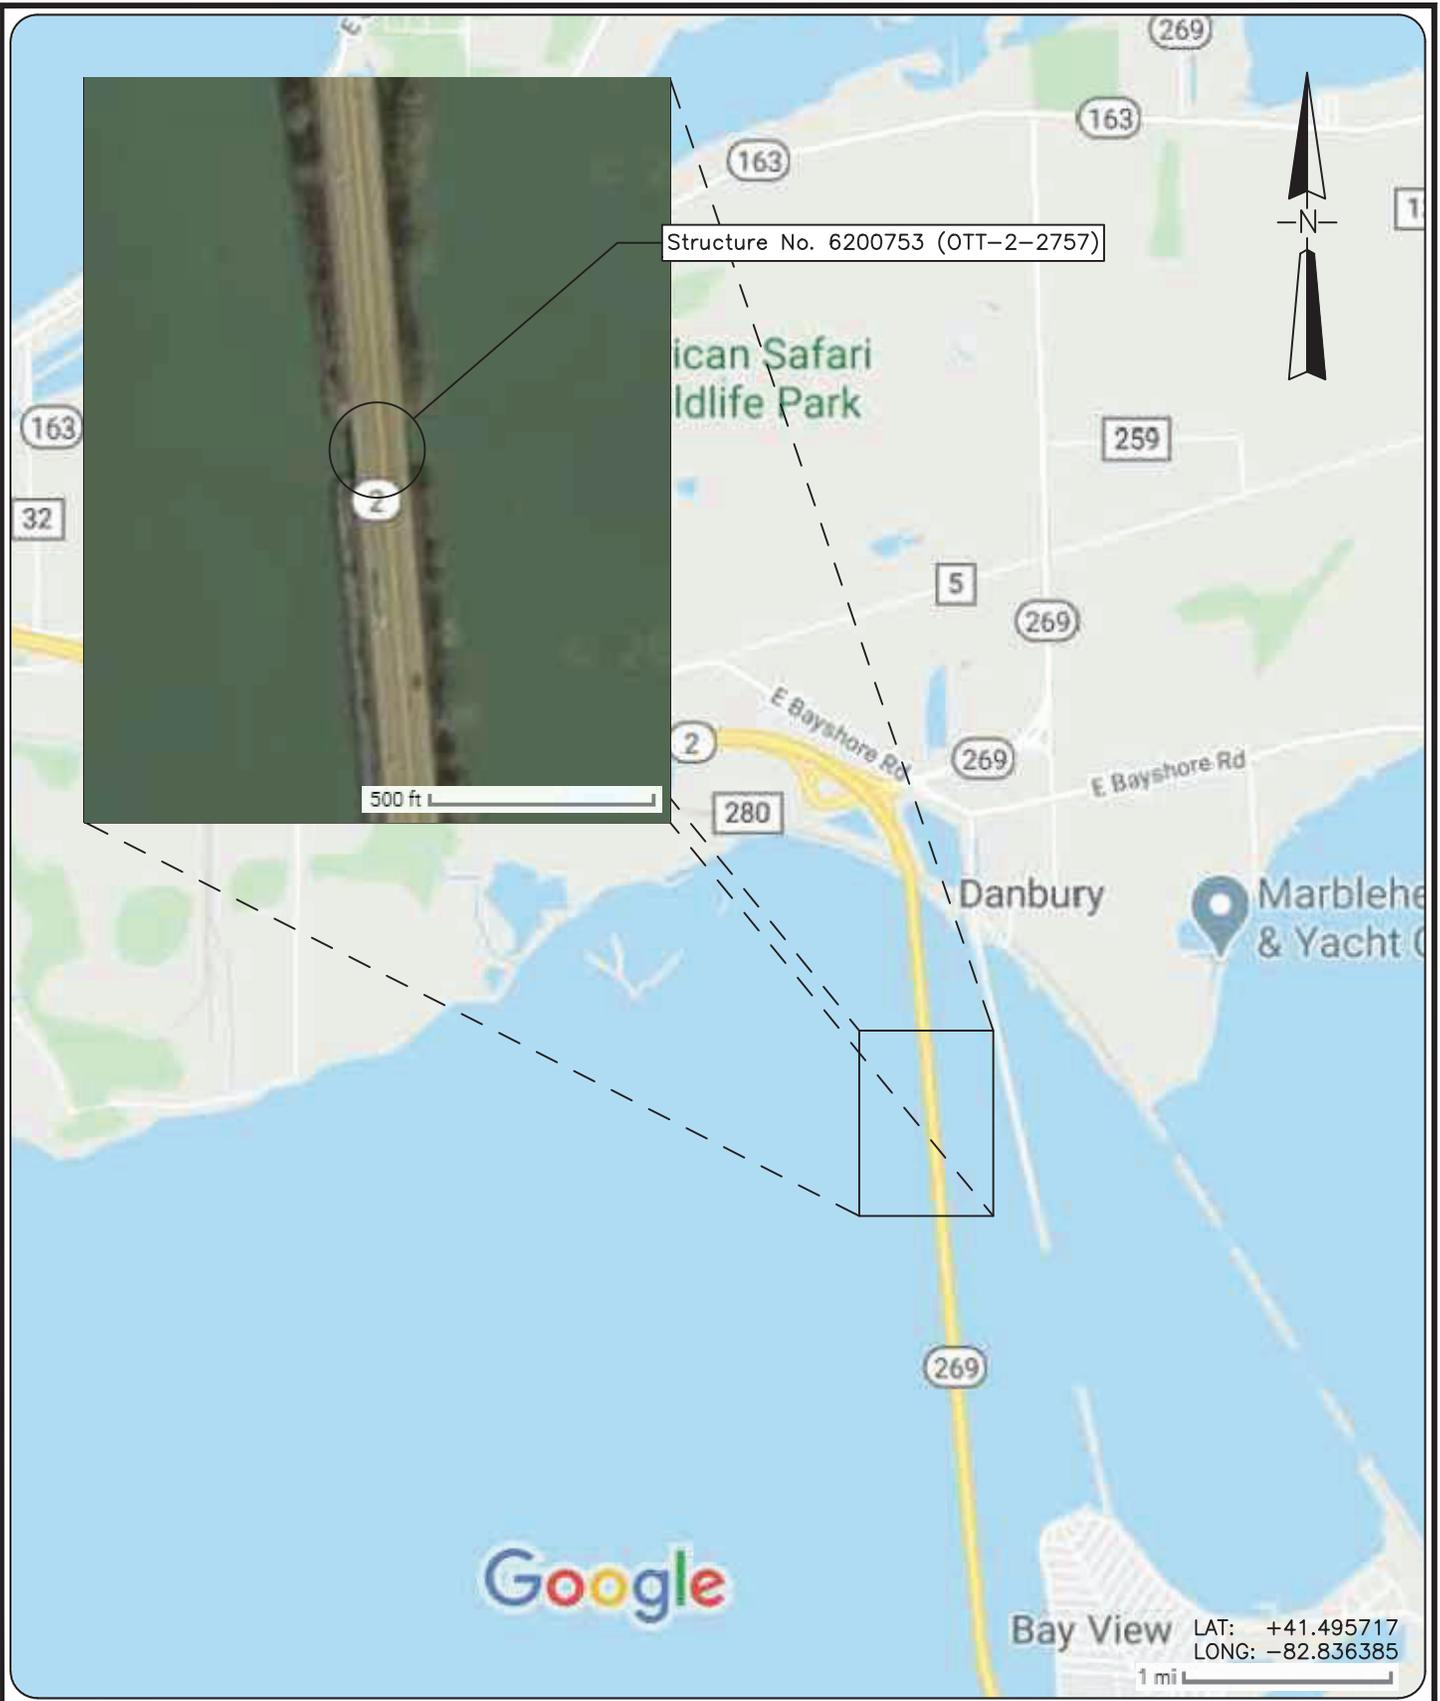 E
269
163
163
13
N
Structure No. 6200753 (OTT-2-2757)
ican Safari
ldlife Park
163
259
32
2
5
269
E Bayshore Rd
2
269
E Bayshore Rd
500 ft
280
Danbury
Marblehe
& Yacht C
269
Google
Bay View
LAT: +41.495717
LONG: -82.836385
1 mi